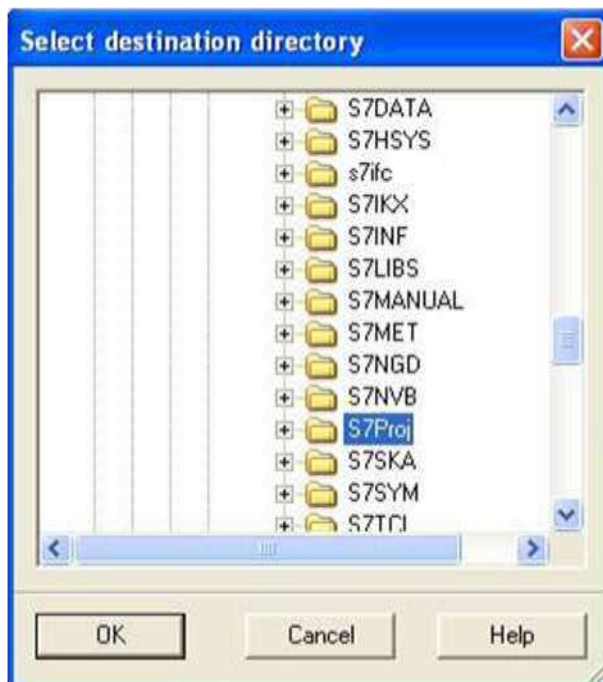 Select destination directory
S7DATA
S7HSYS
s7ifc
S7IKX
S7INF
S7LIBS
S7MANUAL
S7MET
S7NGD
S7NVB
S7Proj
S7SKA
S7SYM
S7TCI
OK Cancel Help